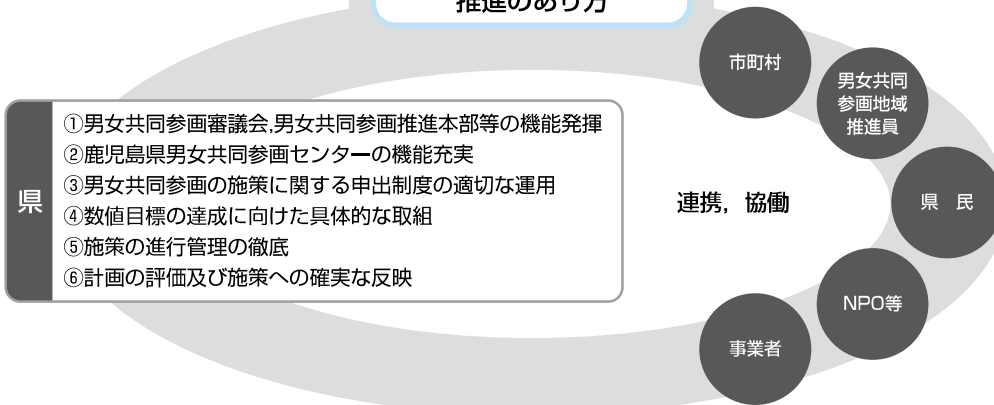 推進のあり方
県
①男女共同参画審議会,男女共同参画推進本部等の機能発揮
②鹿児島県男女共同参画センターの機能充実
③男女共同参画の施策に関する申出制度の適切な運用
④数値目標の達成に向けた具体的な取組
⑤施策の進行管理の徹底
⑥計画の評価及び施策への確実な反映
連携，協働
市町村
男女共同
参画地域
推進員
県　民
NPO等
事業者